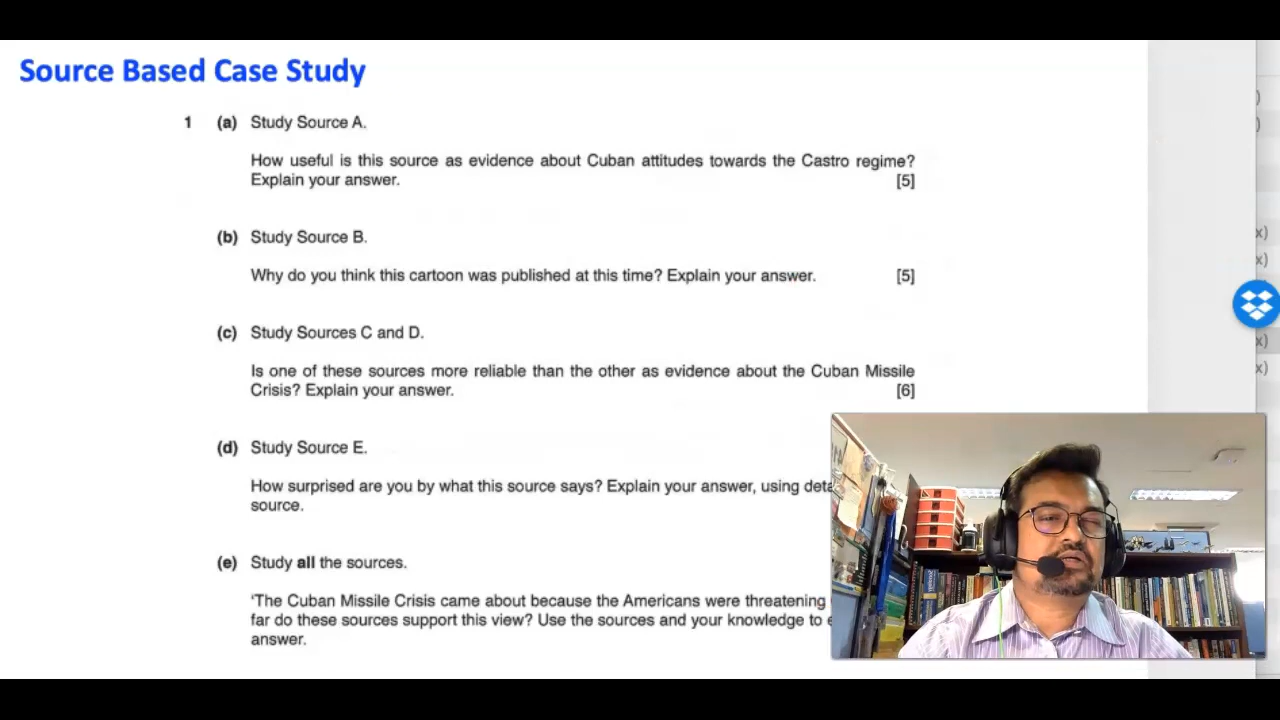 Source Based Case Study
1 (a) Study Source A.
How useful is this source as evidence about Cuban attitudes towards the Castro regime?
Explain your answer. [5]
(b) Study Source B.
Why do you think this cartoon was published at this time? Explain your answer. [5]
(c) Study Sources C and D.
Is one of these sources more reliable than the other as evidence about the Cuban Missile
Crisis? Explain your answer. [6]
(d) Study Source E.
How surprised are you by what this source says? Explain your answer, using
source.
(e) Study all the sources.
'The Cuban Missile Crisis came about because the Americans were threatening
far do these sources support this view? Use the sources and your knowledge to
answer.
)
)
x)
x)
x)
x)